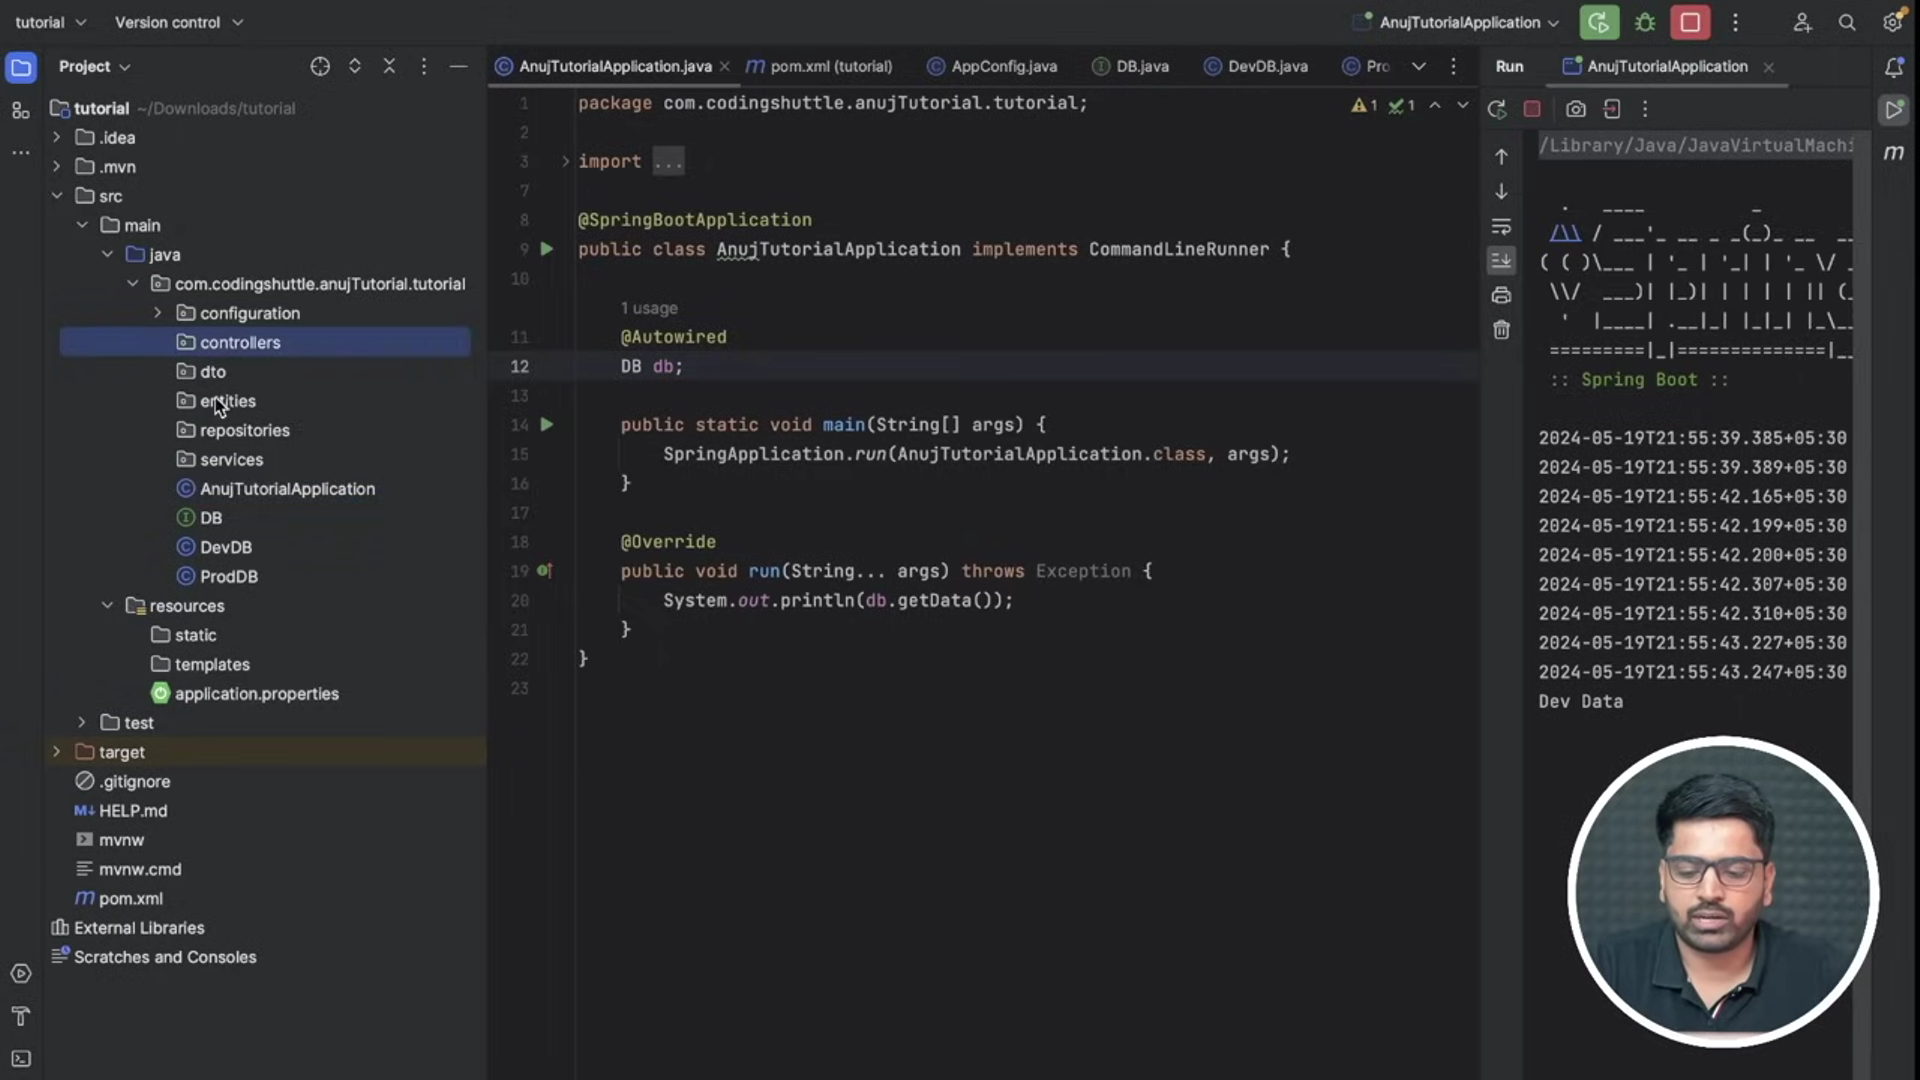 tutorial
Version control
AnujTutorialApplication
Project
AnujTutorialApplication.java
pom.xml (tutorial)
AppConfig.java
DB.java
DevDB.java
Pro
Run
AnujTutorialApplication
tutorial ~/Downloads/tutorial
.idea
.mvn
src
main
java
com.codingshuttle.anujTutorial.tutorial
configuration
controllers
dto
entities
repositories
services
AnujTutorialApplication
DB
DevDB
ProdDB
resources
static
templates
application.properties
test
target
.gitignore
HELP.md
mvnw
mvnw.cmd
pom.xml
External Libraries
Scratches and Consoles
1 package com.codingshuttle.anujTutorial.tutorial;
2
3 import ...
7
8 @SpringBootApplication
9 public class AnujTutorialApplication implements CommandLineRunner {
10
1 usage
11 @Autowired
12 DB db;
13
14 public static void main(String[] args) {
15 SpringApplication.run(AnujTutorialApplication.class, args);
16 }
17
18 @Override
19 public void run(String... args) throws Exception {
20 System.out.println(db.getData());
21 }
22 }
23
1 1
/Library/Java/JavaVirtualMachi
:: Spring Boot ::
2024-05-19T21:55:39.385+05:30
2024-05-19T21:55:39.389+05:30
2024-05-19T21:55:42.165+05:30
2024-05-19T21:55:42.199+05:30
2024-05-19T21:55:42.200+05:30
2024-05-19T21:55:42.307+05:30
2024-05-19T21:55:42.310+05:30
2024-05-19T21:55:43.227+05:30
2024-05-19T21:55:43.247+05:30
Dev Data